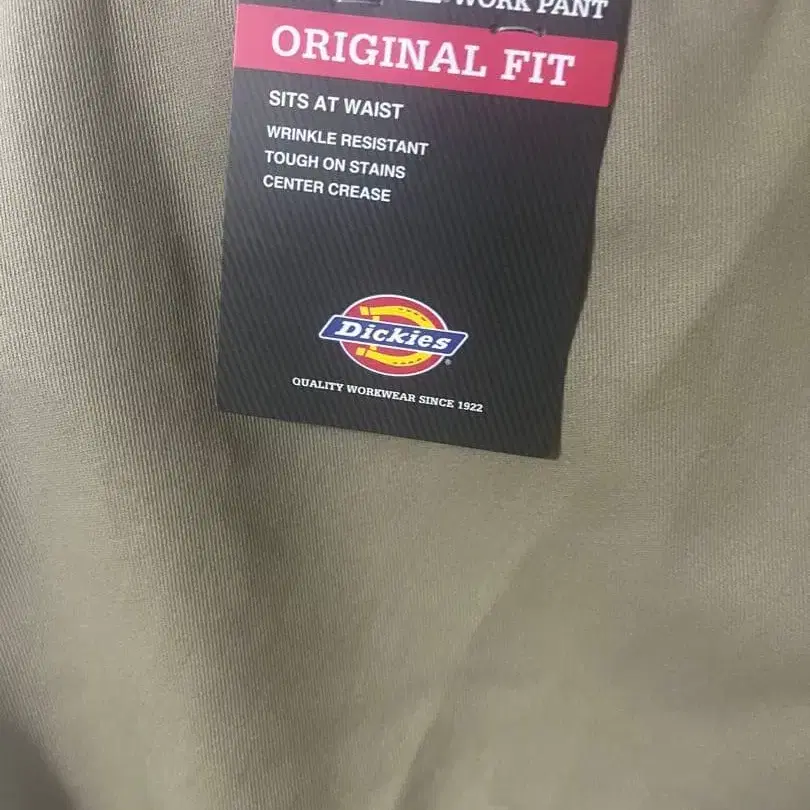 WORK PANT
ORIGINAL FIT
SITS AT WAIST
WRINKLE RESISTANT
TOUGH ON STAINS
CENTER CREASE
Dickies®
QUALITY WORKWEAR SINCE 1922